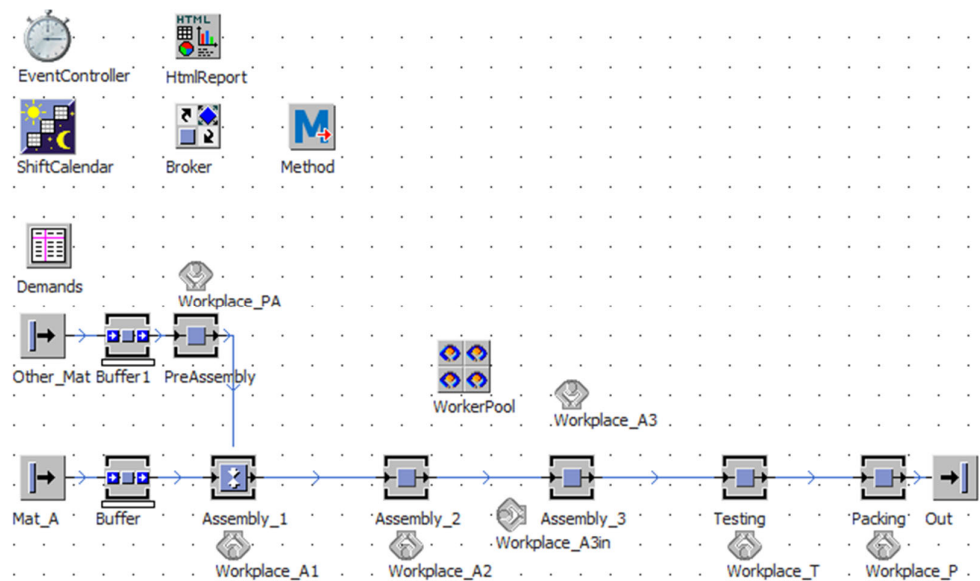 HTML
EventController
HtmlReport
M
ShiftCalendar
Broker
Method
Demands
Workplace_PA
Other_Mat
Buffer1
PreAssembly
WorkerPool
Workplace_A3
Mat_A
Buffer
Assembly_1
Assembly_2
Assembly_3
Testing
Packing
Out
Workplace_A3in
Workplace_A1
Workplace_A2
Workplace_T
Workplace_P